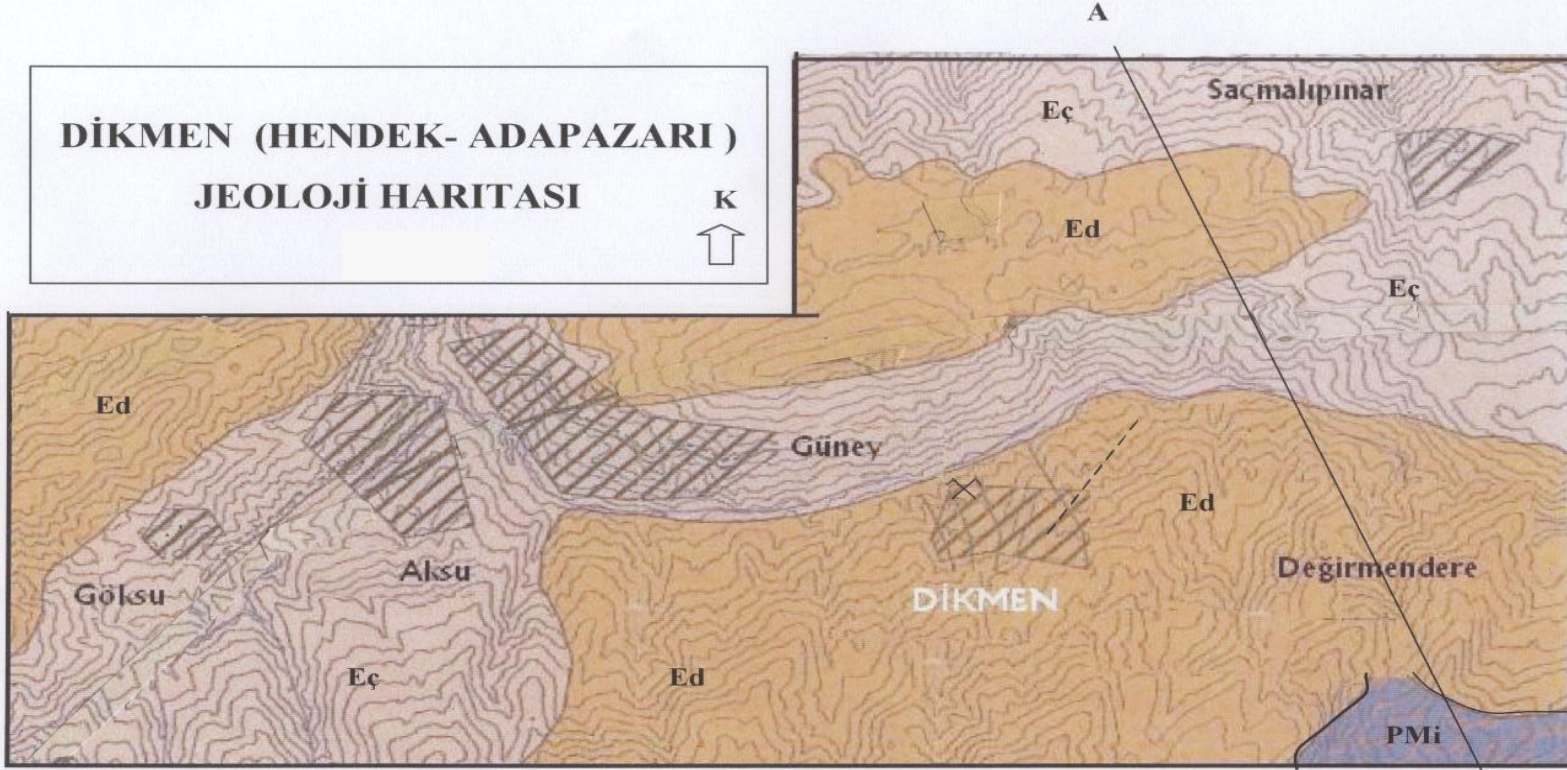 A
DİKMEN (HENDEK- ADAPAZARI )
JEOLOJİ HARITASI
K
Saçmalıpınar
Eç
Ed
Eç
Ed
Güney
Ed
Göksu
Aksu
DİKMEN
Değirmendere
Eç
Ed
PMi